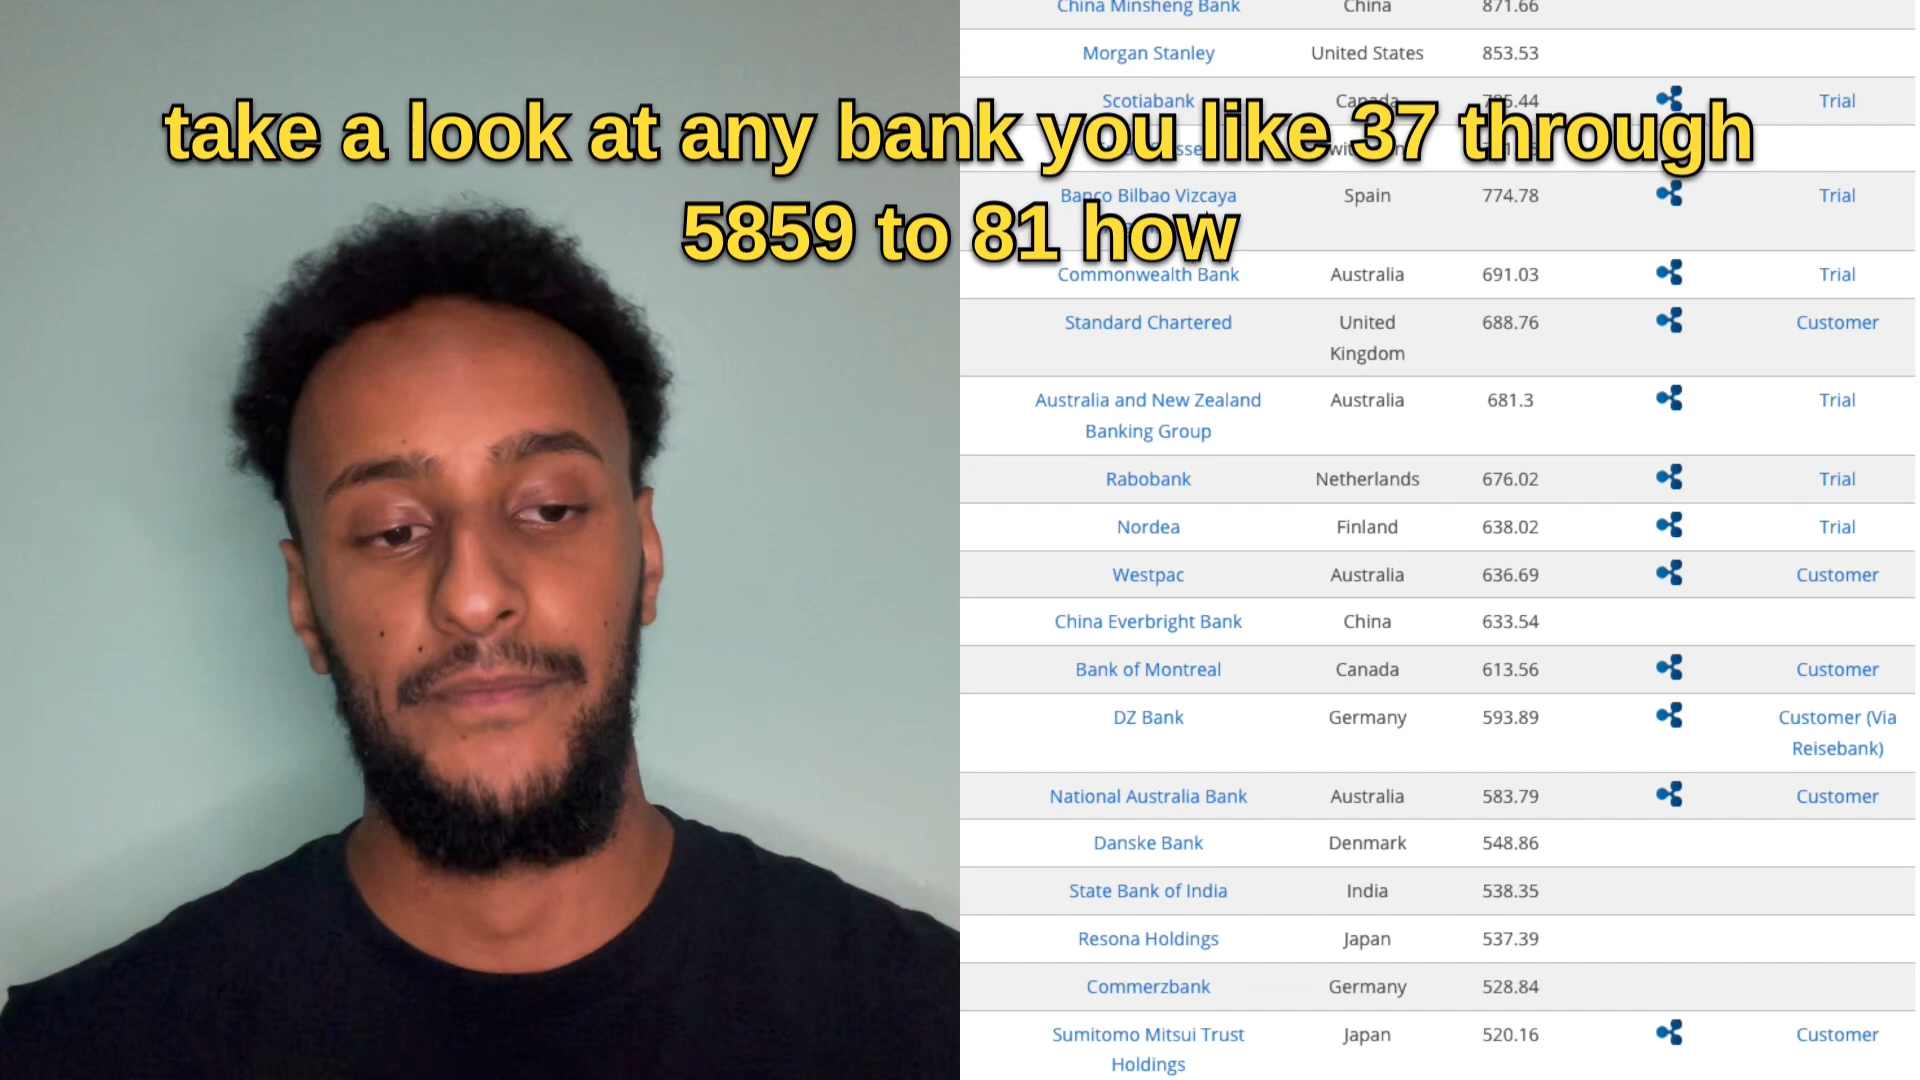 take a look at any bank you like 37 through
5859 to 81 how
China Minsheng Bank China 871.66
Morgan Stanley United States 853.53
Scotiabank Canada .44 Trial
Banco Bilbao Vizcaya Spain 774.78 Trial
Commonwealth Bank Australia 691.03 Trial
Standard Chartered United 688.76 Customer
Kingdom
Australia and New Zealand Australia 681.3 Trial
Banking Group
Rabobank Netherlands 676.02 Trial
Nordea Finland 638.02 Trial
Westpac Australia 636.69 Customer
China Everbright Bank China 633.54
Bank of Montreal Canada 613.56 Customer
DZ Bank Germany 593.89 Customer (Via
Reisebank)
National Australia Bank Australia 583.79 Customer
Danske Bank Denmark 548.86
State Bank of India India 538.35
Resona Holdings Japan 537.39
Commerzbank Germany 528.84
Sumitomo Mitsui Trust Japan 520.16 Customer
Holdings